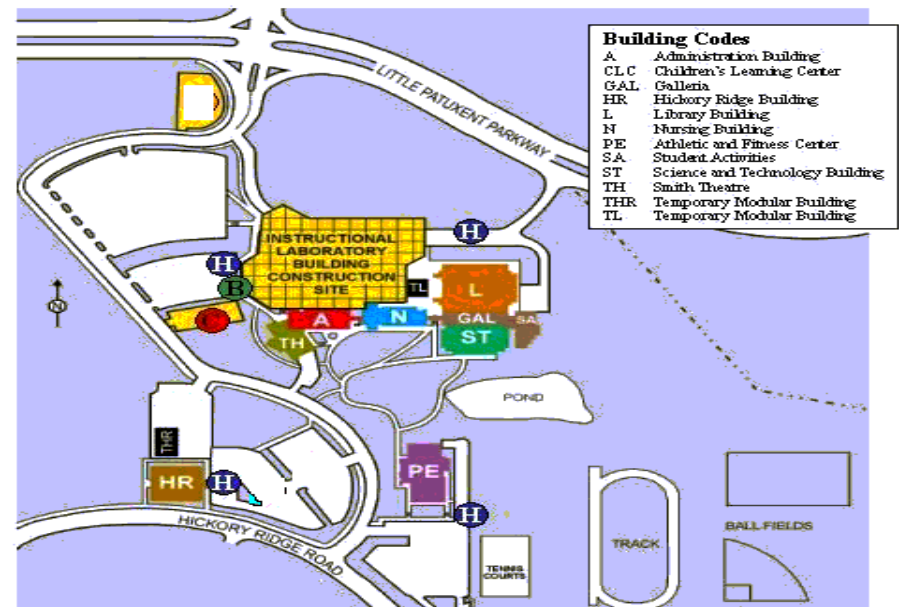 Building Codes
A Administration Building
CLC Children's Learning Center
GAL Galleria
HR Hickory Ridge Building
L Library Building
N Nursing Building
PE Athletic and Fitness Center
SA Student Activities
ST Science and Technology Building
TH Smith Theatre
THR Temporary Modular Building
TL Temporary Modular Building
LITTLE PATUXENT PARKWAY
H
INSTRUCTIONAL
LABORATORY
BUILDING
CONSTRUCTION
SITE
H
B
TL
L
N
C
A
N
GAL
SA
TH
ST
POND
THR
PE
HR
H
H
HICKORY RIDGE ROAD
BALL FIELDS
TRACK
TENNIS
COURTS